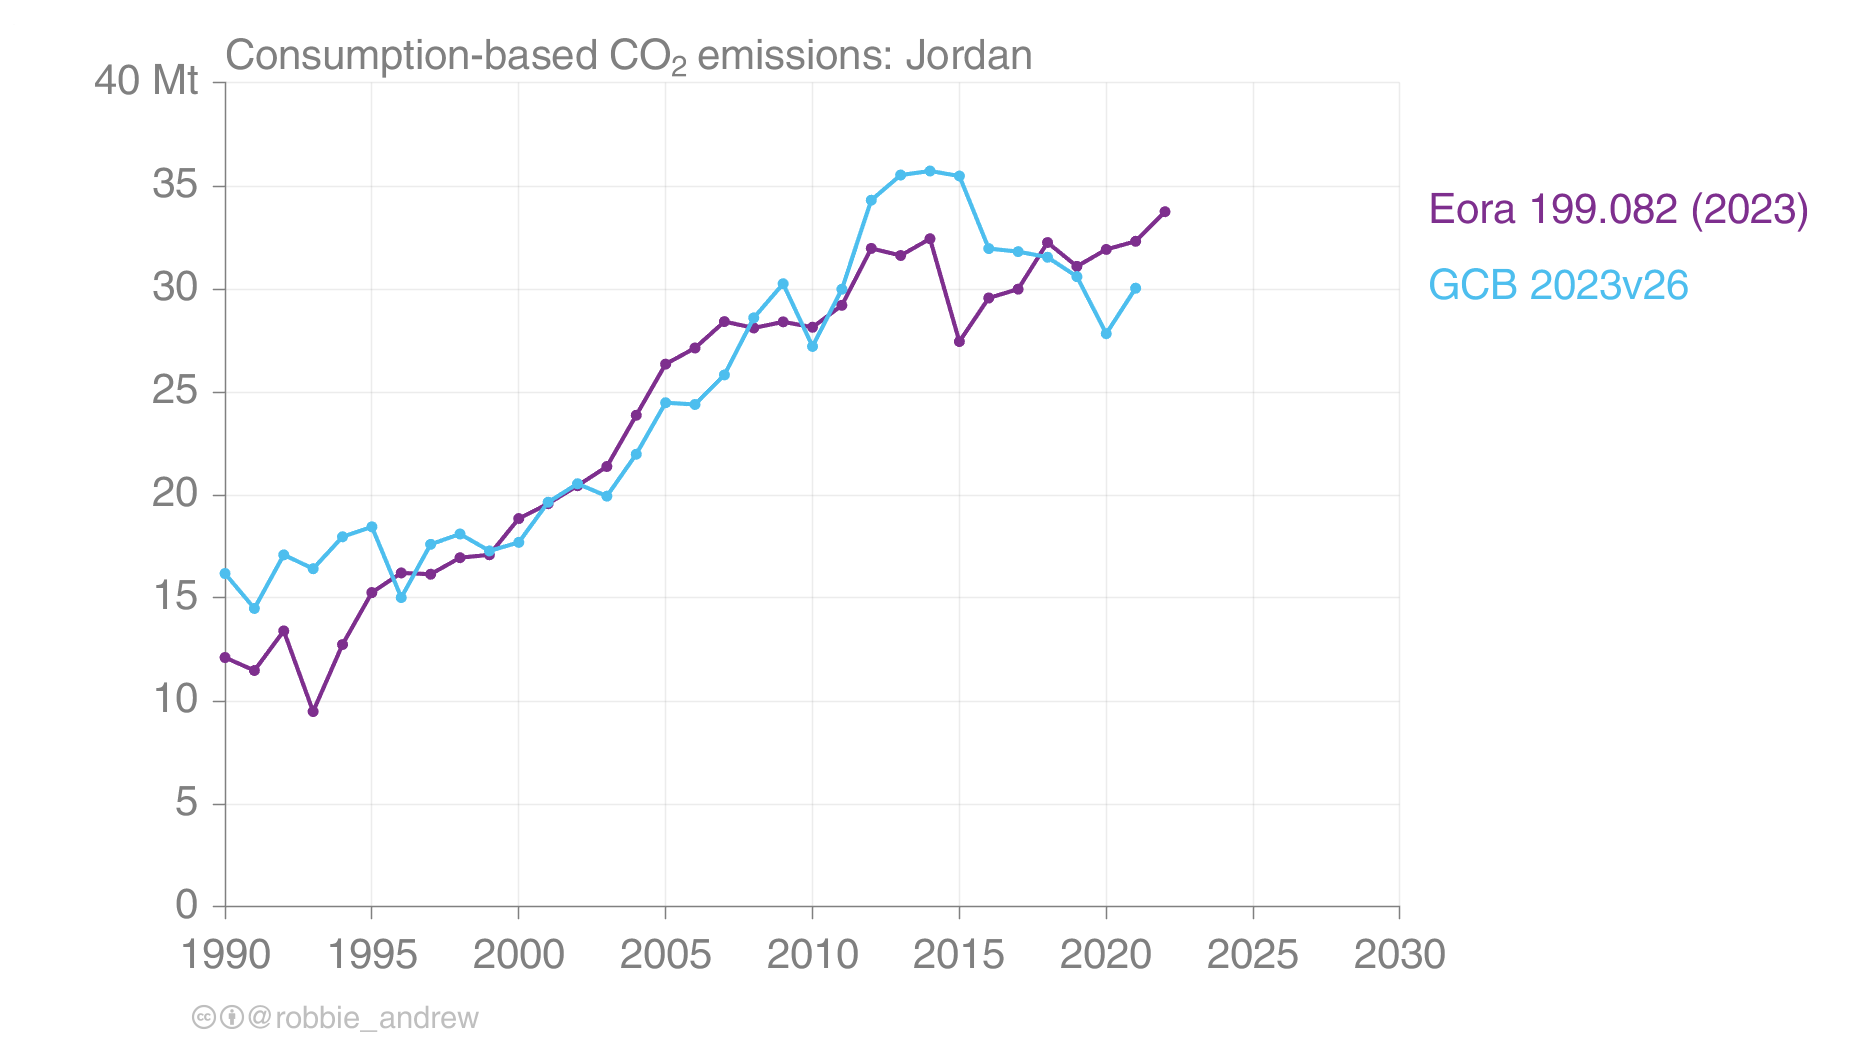 Consumption-based CO₂ emissions: Jordan
40 Mt
35
30
25
20
15
10
5
0
1990 1995 2000 2005 2010 2015 2020 2025 2030
Eora 199.082 (2023)
GCB 2023v26
cc @robbie_andrew